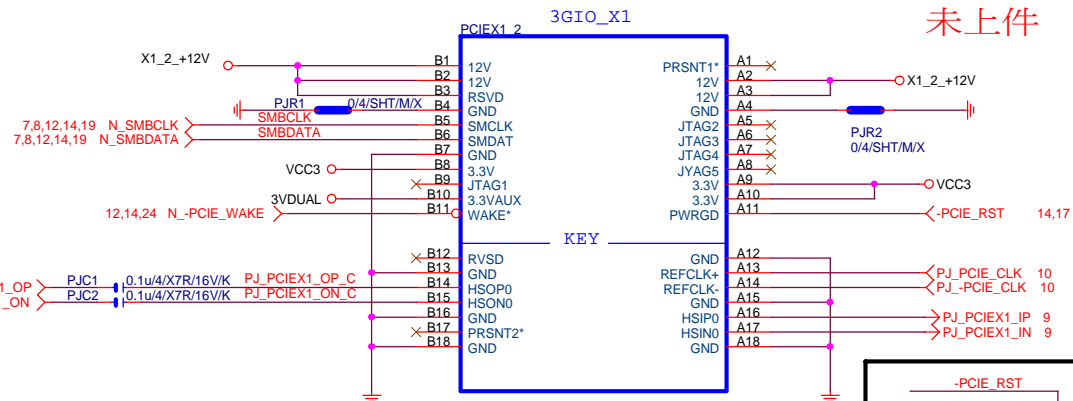 3GIO_X1
未上件
PCIEX1_2
X1_2_+12V
B1 12V PRSNT1* A1
B2 12V 12V A2 X1_2_+12V
B3 RSVD 12V A3
PJR1 0/4/SHT/M/X B4 GND GND A4
7,8,12,14,19 N_SMBCLK SMBCLK B5 SMCLK JTAG2 A5
7,8,12,14,19 N_SMBDATA SMBDATA B6 SMDAT JTAG3 A6
PJR2
0/4/SHT/M/X
B7 GND JTAG4 A7
VCC3 B8 3.3V JYAG5 A8
B9 JTAG1 3.3V A9 VCC3
3VDUAL B10 3.3VAUX 3.3V A10
12,14,24 N_-PCIE_WAKE B11 WAKE* PWRGD A11 -PCIE_RST 14,17
KEY
B12 RVSD GND A12
B13 GND REFCLK+ A13 PJ_PCIE_CLK 10
1_OP PJC1 0.1u/4/X7R/16V/K PJ_PCIEX1_OP_C B14 HSOP0 REFCLK- A14 PJ_-PCIE_CLK 10
1_ON PJC2 0.1u/4/X7R/16V/K PJ_PCIEX1_ON_C B15 HSON0 GND A15
B16 GND HSIP0 A16 PJ_PCIEX1_IP 9
B17 PRSNT2* HSIN0 A17 PJ_PCIEX1_IN 9
B18 GND GND A18
-PCIE_RST